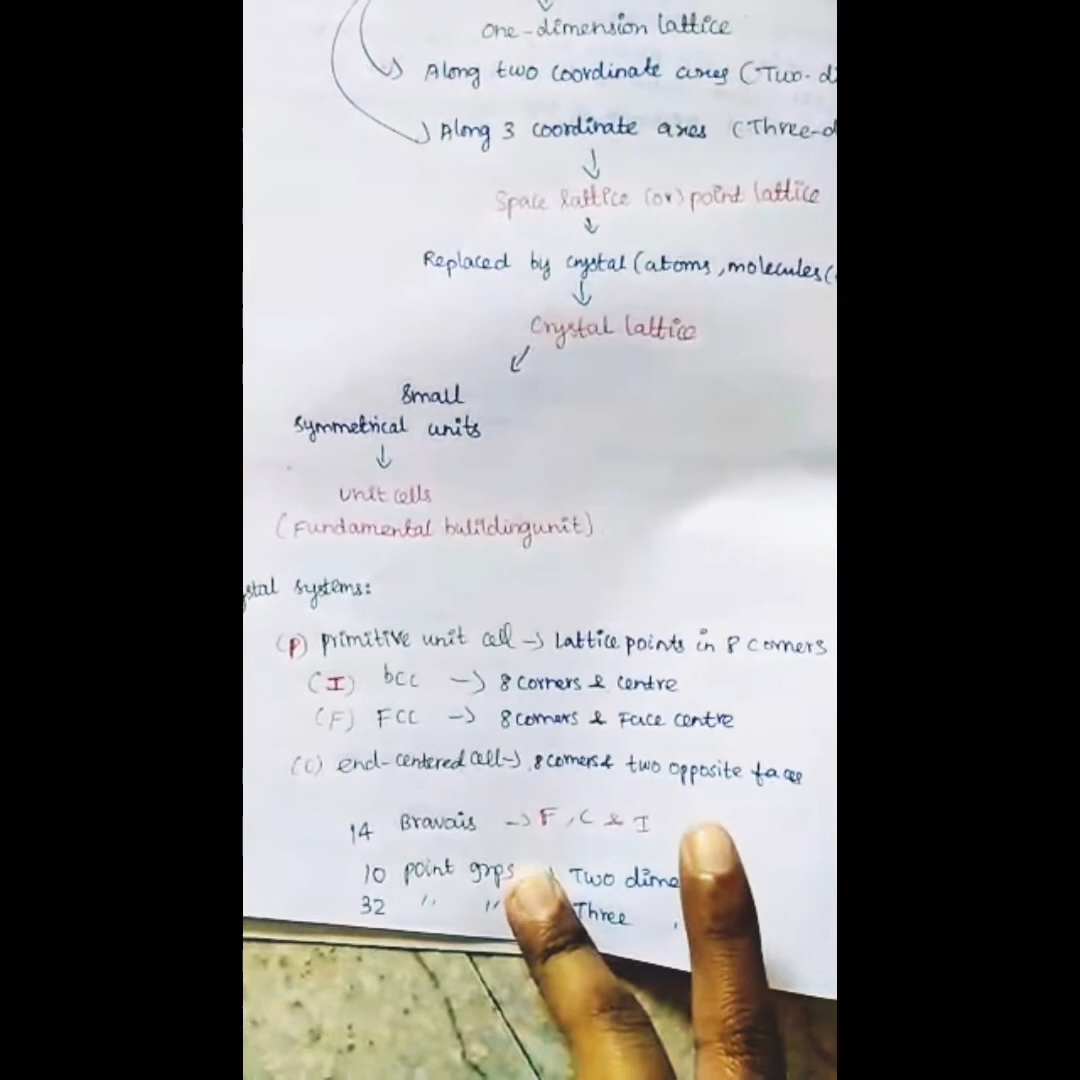 One-dimension lattice
Along two coordinate axes (Two-di
Along 3 coordinate axes (Three-d
Space lattice (or) point lattice
Replaced by crystal (atoms, molecules (
Crystal lattice
Small
symmetrical units
Unit cells
(Fundamental buildingunit)
stal systems:
(P) Primitive unit cell → Lattice points in 8 corners
(I) bcc → 8 corners & centre
(F) FCC → 8 corners & Face centre
(C) end-centered cell → 8 corners & two opposite faces
14 Bravais → F, C & I
10 point grps Two dime
32 " " Three